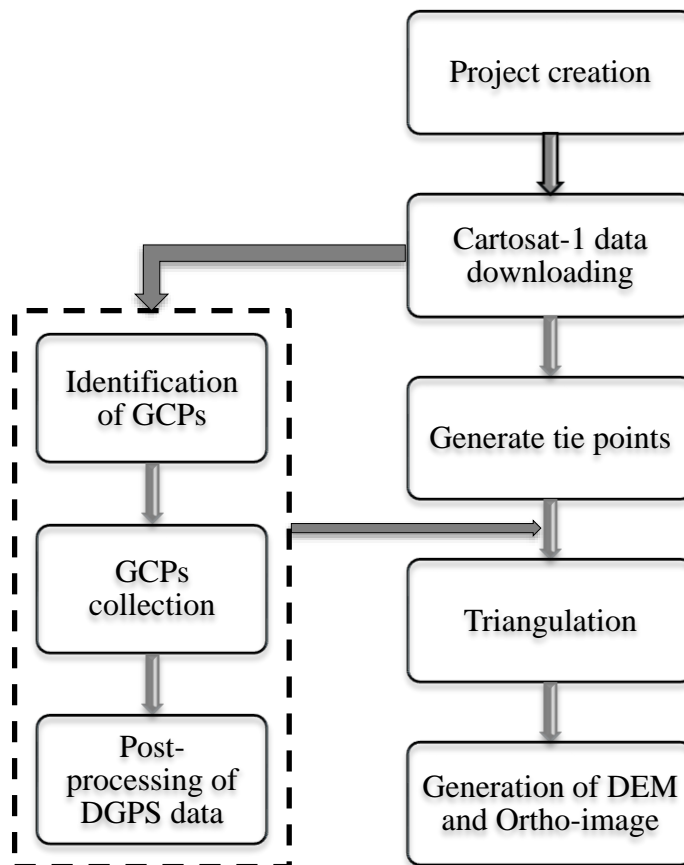 Project creation
Cartosat-1 data
downloading
Identification
of GCPs
GCPs
collection
Post-
processing of
DGPS data
Generate tie points
Triangulation
Generation of DEM
and Ortho-image